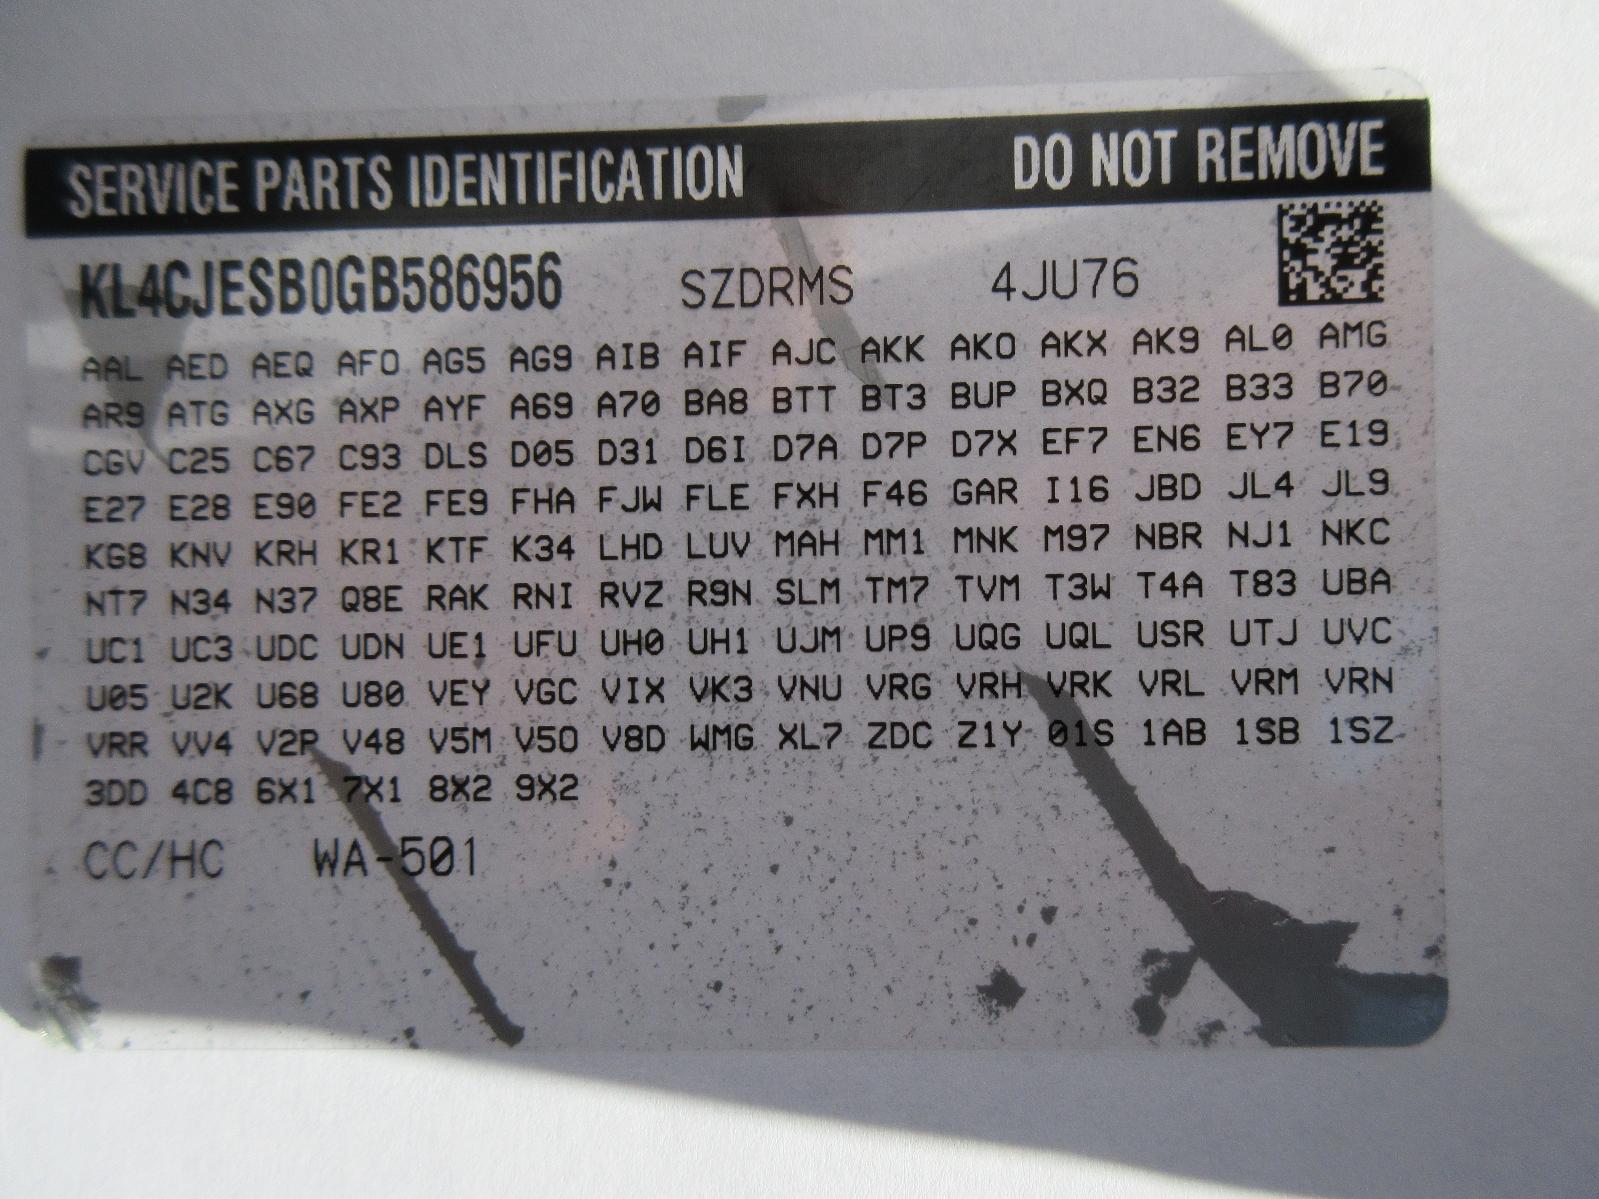 SERVICE PARTS IDENTIFICATION DO NOT REMOVE
KL4CJESB0GB586956 SZDRMS 4JU76
AAL AED AEQ AFO AG5 AG9 AIB AIF AJC AKK AKO AKX AK9 AL0 AMG
AR9 ATG AXG AXP AYF A69 A70 BA8 BTT BT3 BUP BXQ B32 B33 B70
CGV C25 C67 C93 DLS D05 D31 D6I D7A D7P D7X EF7 EN6 EY7 E19
E27 E28 E90 FE2 FE9 FHA FJW FLE FXH F46 GAR I16 JBD JL4 JL9
KG8 KNV KRH KR1 KTF K34 LHD LUV MAH MM1 MNK M97 NBR NJ1 NKC
NT7 N34 N37 Q8E RAK RNI RVZ R9N SLM TM7 TVM T3W T4A T83 UBA
UC1 UC3 UDC UDN UE1 UFU UH0 UH1 UJM UP9 UQG UQL USR UTJ UVC
U05 U2K U68 U80 VEY VGC VIX VK3 VNU VRG VRH VRK VRL VRM VRN
VRR VV4 V2P V48 V5M V5O V8D WMG XL7 ZDC Z1Y 01S 1AB 1SB 1SZ
3DD 4C8 6X1 7X1 8X2 9X2
CC/HC WA-501